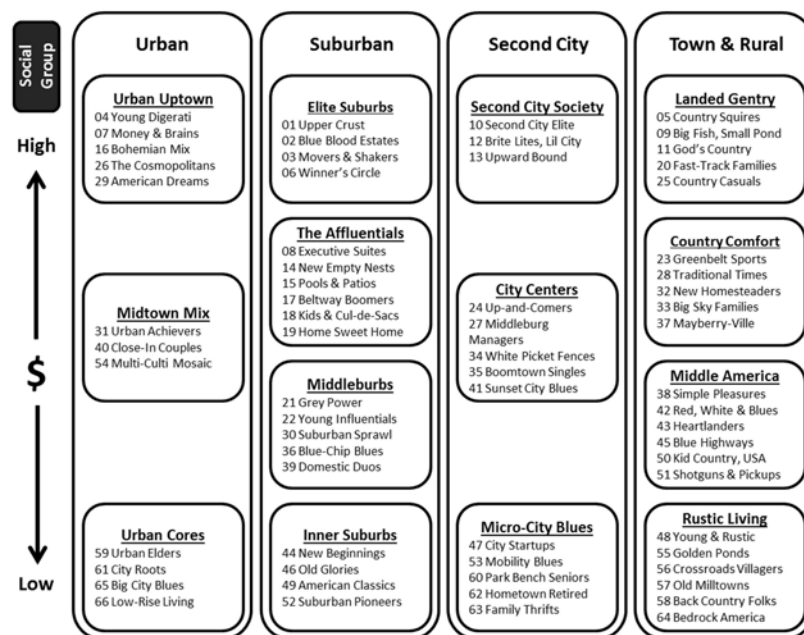 Social
Group
High
$
Low
Urban
Urban Uptown
04 Young Digerati
07 Money & Brains
16 Bohemian Mix
26 The Cosmopolitans
29 American Dreams
Midtown Mix
31 Urban Achievers
40 Close-In Couples
54 Multi-Culti Mosaic
Urban Cores
59 Urban Elders
61 City Roots
65 Big City Blues
66 Low-Rise Living
Suburban
Elite Suburbs
01 Upper Crust
02 Blue Blood Estates
03 Movers & Shakers
06 Winner's Circle
The Affluentials
08 Executive Suites
14 New Empty Nests
15 Pools & Patios
17 Beltway Boomers
18 Kids & Cul-de-Sacs
19 Home Sweet Home
Middleburbs
21 Grey Power
22 Young Influentials
30 Suburban Sprawl
36 Blue-Chip Blues
39 Domestic Duos
Inner Suburbs
44 New Beginnings
46 Old Glories
49 American Classics
52 Suburban Pioneers
Second City
Second City Society
10 Second City Elite
12 Brite Lites, Lil City
13 Upward Bound
City Centers
24 Up-and-Comers
27 Middleburg
Managers
34 White Picket Fences
35 Boomtown Singles
41 Sunset City Blues
Micro-City Blues
47 City Startups
53 Mobility Blues
60 Park Bench Seniors
62 Hometown Retired
63 Family Thrifts
Town & Rural
Landed Gentry
05 Country Squires
09 Big Fish, Small Pond
11 God's Country
20 Fast-Track Families
25 Country Casuals
Country Comfort
23 Greenbelt Sports
28 Traditional Times
32 New Homesteaders
33 Big Sky Families
37 Mayberry-Ville
Middle America
38 Simple Pleasures
42 Red, White & Blues
43 Heartlanders
45 Blue Highways
50 Kid Country, USA
51 Shotguns & Pickups
Rustic Living
48 Young & Rustic
55 Golden Ponds
56 Crossroads Villagers
57 Old Milltowns
58 Back Country Folks
64 Bedrock America